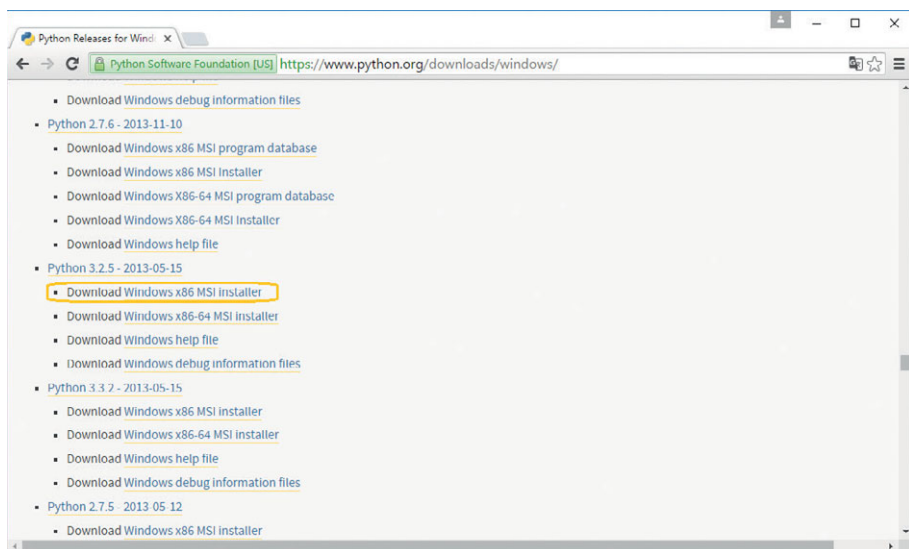 Python Releases for Wind
Python Software Foundation [US] https://www.python.org/downloads/windows/
Download Windows debug information files
Python 2.7.6 - 2013-11-10
Download Windows x86 MSI program database
Download Windows x86 MSI Installer
Download Windows X86-64 MSI program database
Download Windows X86-64 MSI Installer
Download Windows help file
Python 3.2.5 - 2013-05-15
Download Windows x86 MSI installer
Download Windows x86-64 MSI installer
Download Windows help file
Download Windows debug information files
Python 3.3.2 - 2013-05-15
Download Windows x86 MSI installer
Download Windows x86-64 MSI installer
Download Windows help file
Download Windows debug information files
Python 2.7.5 - 2013-05-12
Download Windows x86 MSI installer